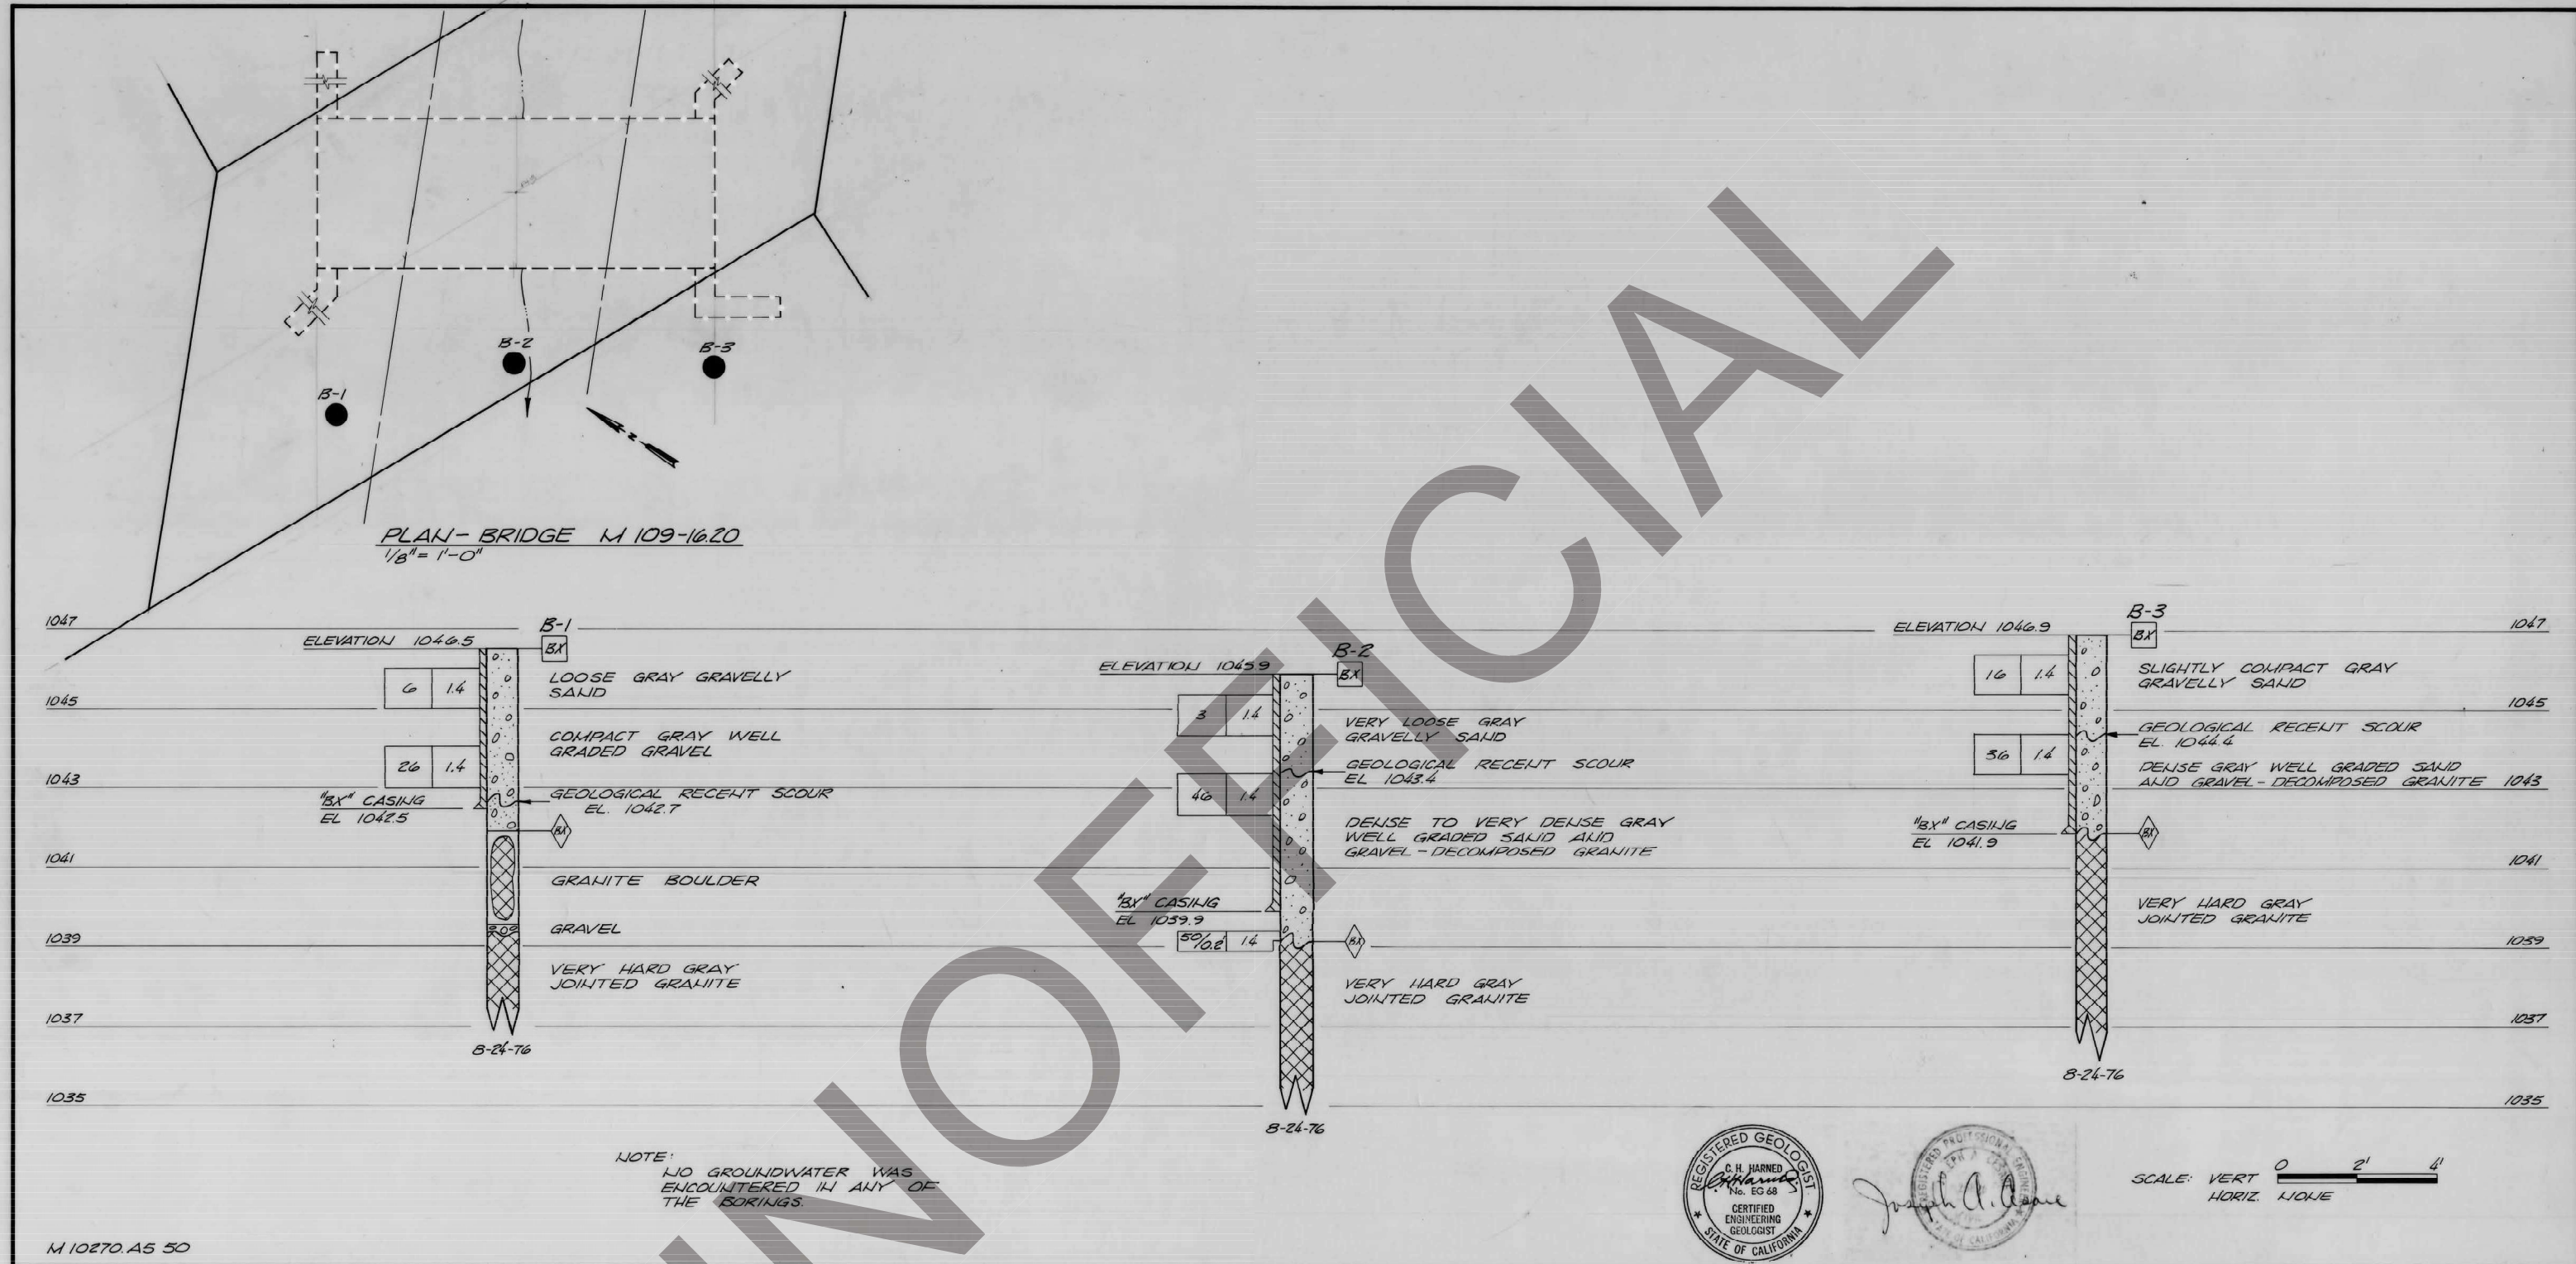 B-2
B-3
B-1
N
PLAN - BRIDGE M 109-16.20
1/8" = 1'-0"
1047
B-1
BX
ELEVATION 1046.5
6 1.4
LOOSE GRAY GRAVELLY
SAND
1045
COMPACT GRAY WELL
GRADED GRAVEL
26 1.4
1043
"BX" CASING
EL 1042.5
GEOLOGICAL RECENT SCOUR
EL. 1042.7
BX
1041
GRANITE BOULDER
GRAVEL
1039
VERY HARD GRAY
JOINTED GRANITE
1037
8-24-76
1035
B-2
BX
ELEVATION 1045.9
3 1.4
VERY LOOSE GRAY
GRAVELLY SAND
GEOLOGICAL RECENT SCOUR
EL 1043.4
46 1.4
DENSE TO VERY DENSE GRAY
WELL GRADED SAND AND
GRAVEL - DECOMPOSED GRANITE
"BX" CASING
EL 1039.9
50/0.2' 1.4
BX
VERY HARD GRAY
JOINTED GRANITE
8-24-76
B-3
BX
ELEVATION 1046.9
1047
16 1.4
SLIGHTLY COMPACT GRAY
GRAVELLY SAND
1045
GEOLOGICAL RECENT SCOUR
EL. 1044.4
36 1.4
DENSE GRAY WELL GRADED SAND
AND GRAVEL - DECOMPOSED GRANITE
1043
"BX" CASING
EL 1041.9
BX
1041
VERY HARD GRAY
JOINTED GRANITE
1039
1037
8-24-76
1035
NOTE:
NO GROUNDWATER WAS
ENCOUNTERED IN ANY OF
THE BORINGS.
REGISTERED GEOLOGIST
C. H. HARNED
No. EG 68
CERTIFIED
ENGINEERING
GEOLOGIST
STATE OF CALIFORNIA
REGISTERED PROFESSIONAL ENGINEER
Joseph A.
STATE OF CALIFORNIA
SCALE: VERT 0 2' 4'
HORIZ. NONE
M 10270.A5 50
UNOFFICIAL